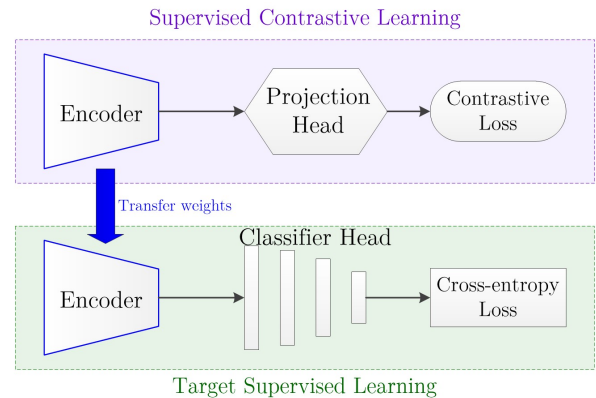 Supervised Contrastive Learning
Encoder
Projection
Head
Contrastive
Loss
Transfer weights
Classifier Head
Encoder
Cross-entropy
Loss
Target Supervised Learning